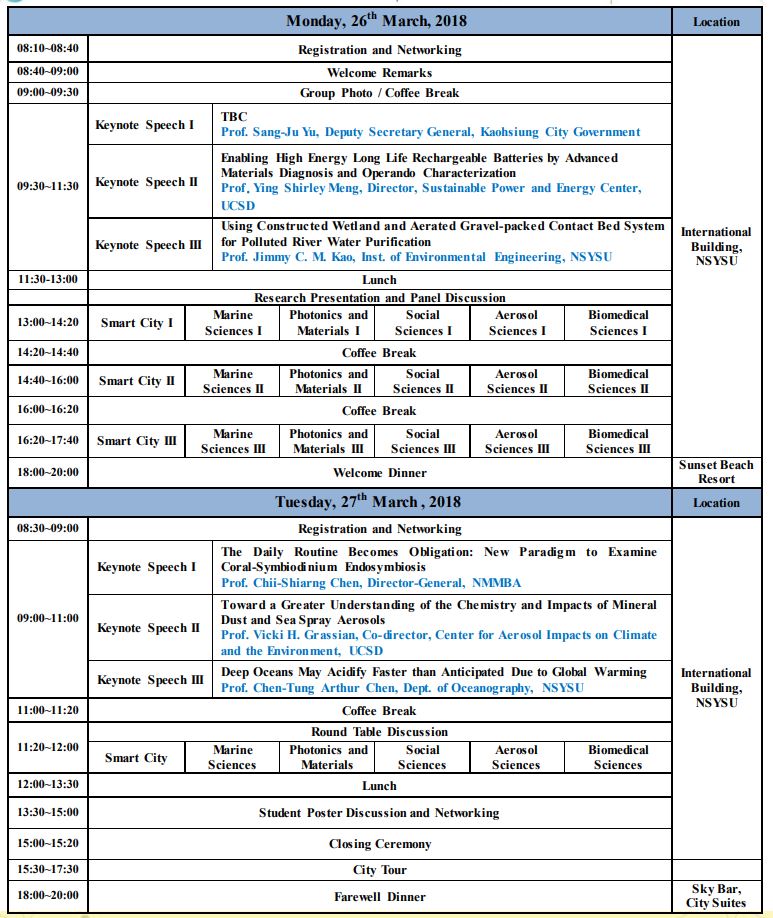 Monday, 26th March, 2018 Location
08:10~08:40 Registration and Networking
08:40~09:00 Welcome Remarks
09:00~09:30 Group Photo / Coffee Break
09:30~11:30
Keynote Speech I
TBC
Prof. Sang-Ju Yu, Deputy Secretary General, Kaohsiung City Government
Keynote Speech II
Enabling High Energy Long Life Rechargeable Batteries by Advanced
Materials Diagnosis and Operando Characterization
Prof. Ying Shirley Meng, Director, Sustainable Power and Energy Center,
UCSD
Keynote Speech III
Using Constructed Wetland and Aerated Gravel-packed Contact Bed System
for Polluted River Water Purification
Prof. Jimmy C. M. Kao, Inst. of Environmental Engineering, NSYSU
International
Building,
NSYSU
11:30-13:00 Lunch
Research Presentation and Panel Discussion
13:00~14:20 Smart City I
Marine
Sciences I
Photonics and
Materials I
Social
Sciences I
Aerosol
Sciences I
Biomedical
Sciences I
14:20~14:40 Coffee Break
14:40~16:00 Smart City II
Marine
Sciences II
Photonics and
Materials II
Social
Sciences II
Aerosol
Sciences II
Biomedical
Sciences II
16:00~16:20 Coffee Break
16:20~17:40 Smart City III
Marine
Sciences III
Photonics and
Materials III
Social
Sciences III
Aerosol
Sciences III
Biomedical
Sciences III
18:00~20:00 Welcome Dinner
Sunset Beach
Resort
Tuesday, 27th March , 2018 Location
08:30~09:00 Registration and Networking
09:00~11:00
Keynote Speech I
The Daily Routine Becomes Obligation: New Paradigm to Examine
Coral-Symbiodinium Endosymbiosis
Prof. Chii-Shiarng Chen, Director-General, NMMBA
Keynote Speech II
Toward a Greater Understanding of the Chemistry and Impacts of Mineral
Dust and Sea Spray Aerosols
Prof. Vicki H. Grassian, Co-director, Center for Aerosol Impacts on Climate
and the Environment, UCSD
Keynote Speech III
Deep Oceans May Acidify Faster than Anticipated Due to Global Warming
Prof. Chen-Tung Arthur Chen, Dept. of Oceanography, NSYSU
International
Building,
NSYSU
11:00~11:20 Coffee Break
11:20~12:00
Round Table Discussion
Smart City
Marine
Sciences
Photonics and
Materials
Social
Sciences
Aerosol
Sciences
Biomedical
Sciences
12:00~13:30 Lunch
13:30~15:00 Student Poster Discussion and Networking
15:00~15:20 Closing Ceremony
15:30~17:30 City Tour
18:00~20:00 Farewell Dinner
Sky Bar,
City Suites